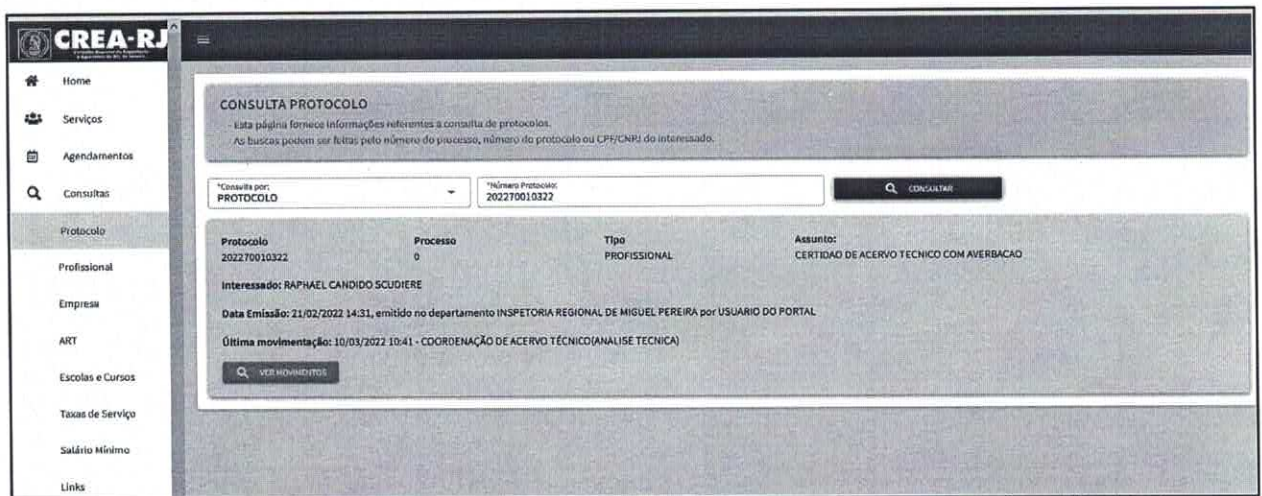 CREA-RJ
Home
Serviços
Agendamentos
Consultas
Protocolo
Profissional
Empresa
ART
Escolas e Cursos
Taxas de Serviço
Salário Mínimo
Links
CONSULTA PROTOCOLO
- Esta página fornece informações referentes a consulta de protocolos.
- As buscas podem ser feitas pelo número do processo, número do protocolo ou CPF/CNPJ do interessado.
*Consulta por:
PROTOCOLO
*Número Protocolo:
202270010322
CONSULTAR
Protocolo Processo Tipo Assunto:
202270010322 0 PROFISSIONAL CERTIDAO DE ACERVO TECNICO COM AVERBACAO
Interessado: RAPHAEL CANDIDO SCUDIERE
Data Emissão: 21/02/2022 14:31, emitido no departamento INSPETORIA REGIONAL DE MIGUEL PEREIRA por USUARIO DO PORTAL
Última movimentação: 10/03/2022 10:41 - COORDENAÇÃO DE ACERVO TÉCNICO(ANALISE TECNICA)
VER MOVIMENTOS